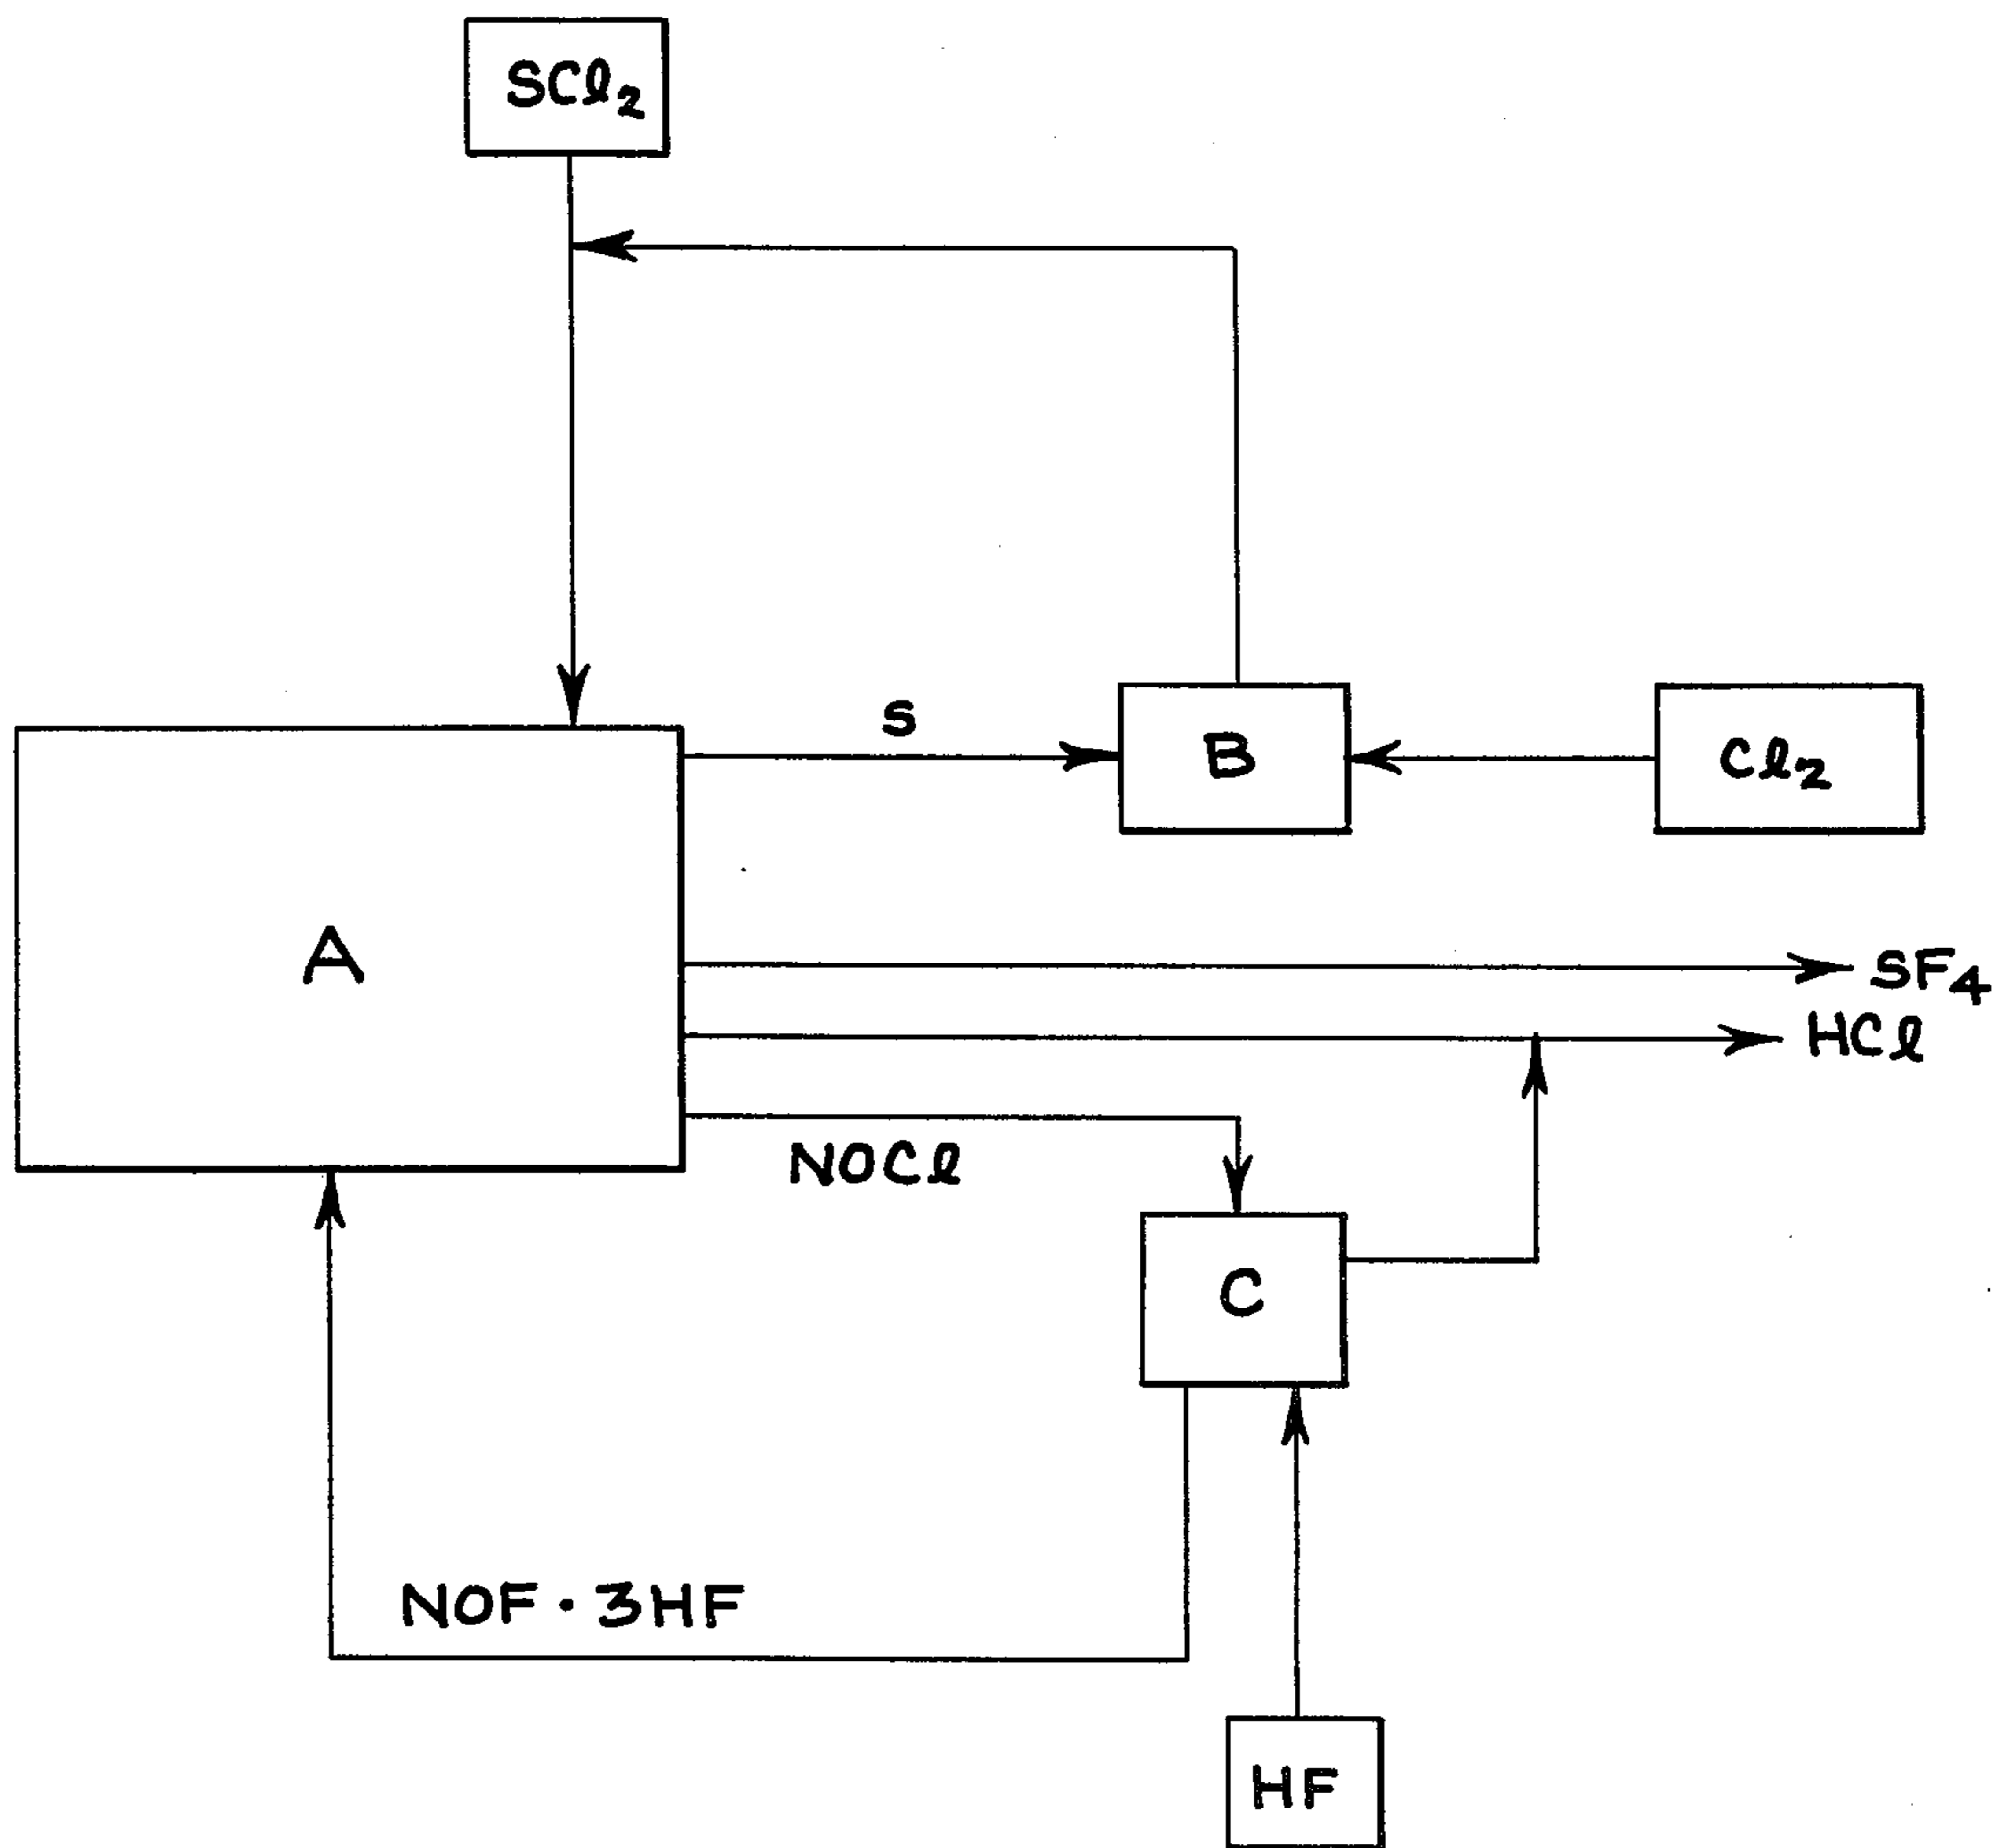 SCl₂
S
B
Cl₂
A
SF₄
HCl
NOCl
C
NOF · 3HF
HF